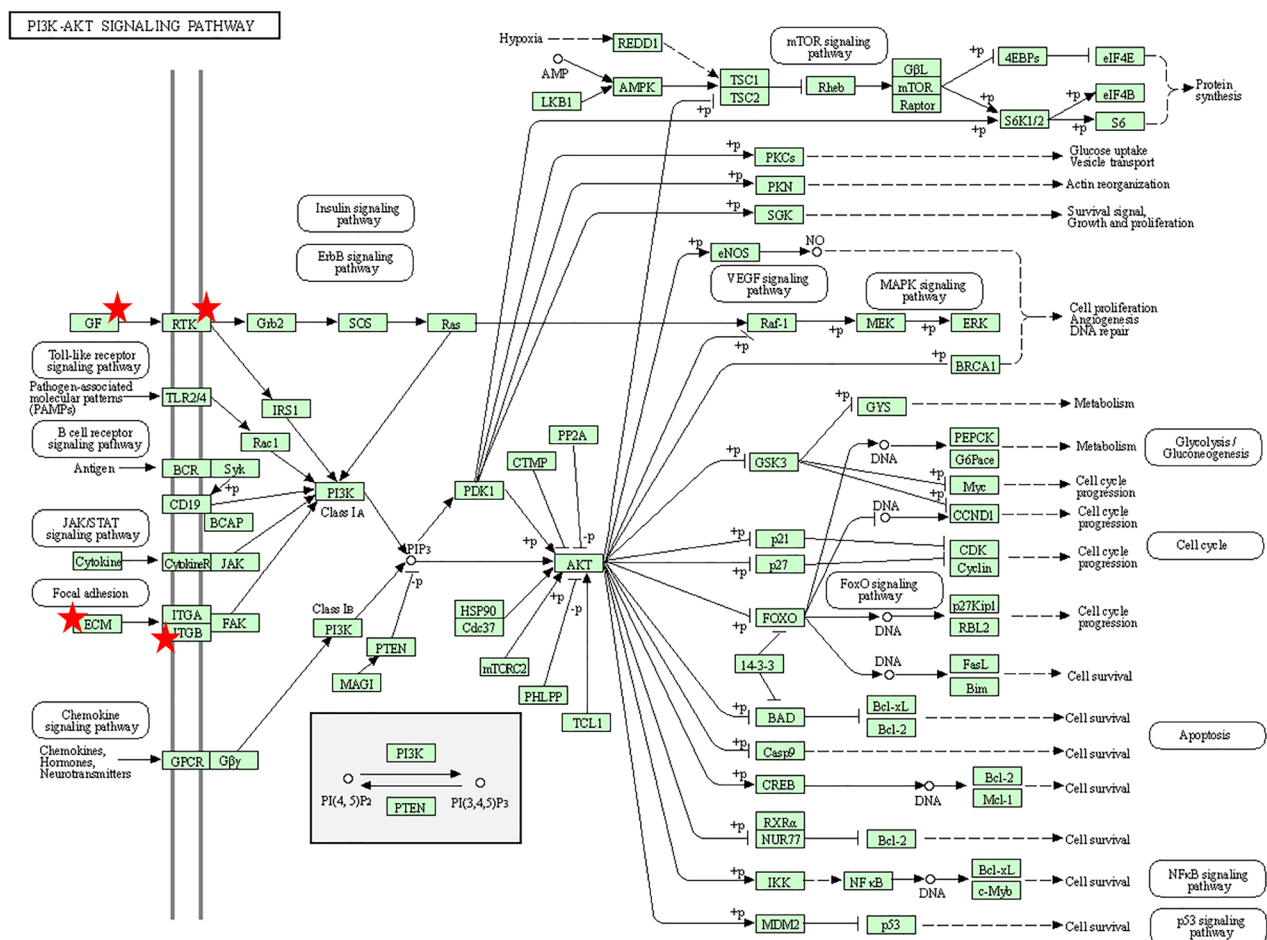 PI3K-AKT SIGNALING PATHWAY
Hypoxia
REDD1
mTOR signaling
pathway
AMP
LKB1
AMPK
TSC1
TSC2
+p
Rheb
GβL
mTOR
Raptor
+p
4EBPs
eIF4E
+p
S6K1/2
+p
+p
+p
eIF4B
S6
Protein
synthesis
+p
PKCs
Glucose uptake
Vesicle transport
+p
PKN
Actin reorganization
+p
SGK
Survival signal,
Growth and proliferation
Insulin signaling
pathway
ErbB signaling
pathway
+p
eNOS
NO
VEGF signaling
pathway
MAPK signaling
pathway
GF
RTK
Grb2
SOS
Ras
Raf-1
+p
+p
MEK
+p
ERK
Cell proliferation
Angiogenesis
DNA repair
+p
BRCA1
Toll-like receptor
signaling pathway
Pathogen-associated
molecular patterns
(PAMPs)
TLR2/4
IRS1
Rac1
B cell receptor
signaling pathway
Antigen
BCR
Syk
+p
CD19
BCAP
PI3K
Class IA
JAK/STAT
signaling pathway
Cytokine
CytokineR
JAK
Focal adhesion
ECM
ITGA
ITGB
FAK
Chemokine
signaling pathway
Chemokines,
Hormones,
Neurotransmitters
GPCR
Gβγ
Class IB
PI3K
PIP3
-p
PTEN
MAGI
PDK1
CTMP
PP2A
+p
-p
AKT
+p
-p
HSP90
Cdc37
mTORC2
PHLPP
TCL1
PI3K
PI(4, 5)P2
PI(3,4,5)P3
PTEN
+p
GYS
Metabolism
+p
GSK3
DNA
PEPCK
G6Pace
Metabolism
Glycolysis /
Gluconeogenesis
+p
Myc
Cell cycle
progression
+p
DNA
CCND1
Cell cycle
progression
+p
p21
+p
p27
CDK
Cyclin
Cell cycle
progression
Cell cycle
FoxO signaling
pathway
+p
FOXO
DNA
p27Kip1
RBL2
Cell cycle
progression
14-3-3
DNA
FasL
Bim
Cell survival
+p
BAD
Bcl-xL
Bcl-2
Cell survival
Apoptosis
+p
Casp9
Cell survival
+p
CREB
DNA
Bcl-2
Mcl-1
Cell survival
+p
RXRα
NUR77
Bcl-2
Cell survival
+p
IKK
NFκB
DNA
Bcl-xL
c-Myb
Cell survival
NFκB signaling
pathway
+p
MDM2
p53
Cell survival
p53 signaling
pathway